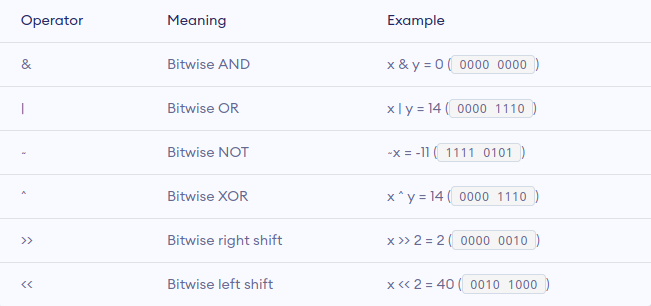 Operator Meaning Example
& Bitwise AND x & y = 0 (0000 0000)
| Bitwise OR x | y = 14 (0000 1110)
~ Bitwise NOT ~x = -11 (1111 0101)
^ Bitwise XOR x ^ y = 14 (0000 1110)
>> Bitwise right shift x >> 2 = 2 (0000 0010)
<< Bitwise left shift x << 2 = 40 (0010 1000)